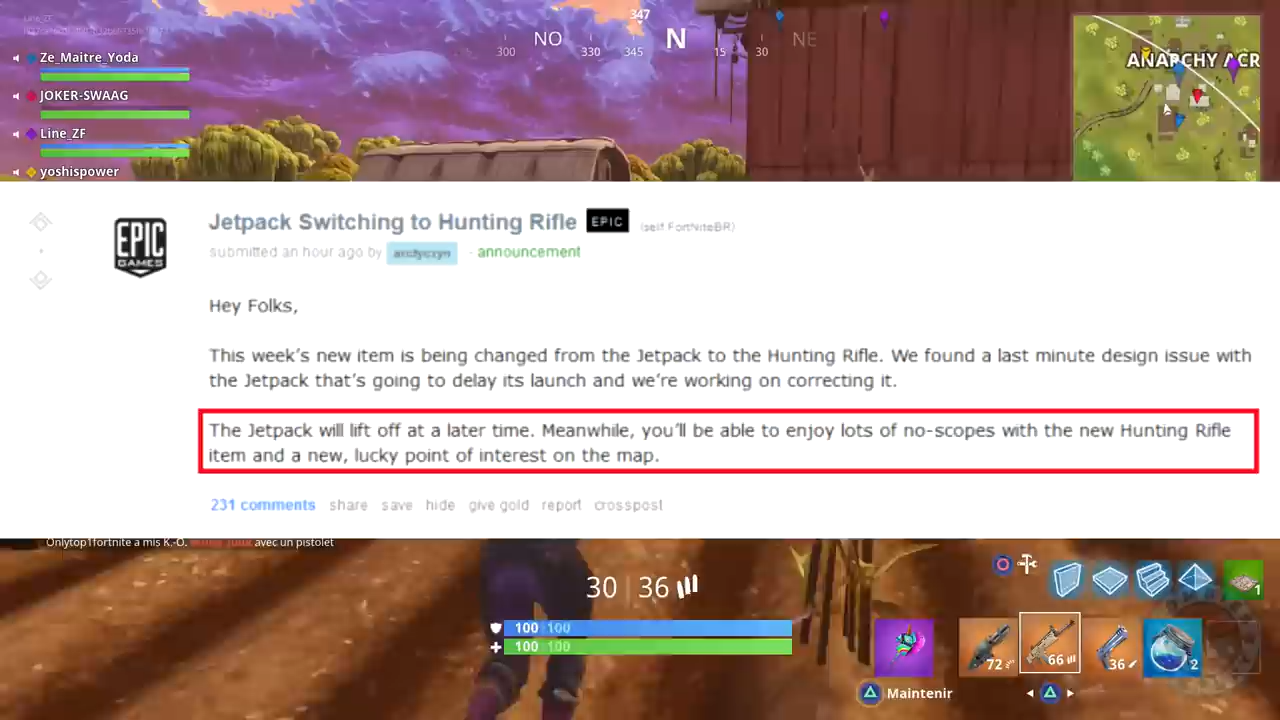 Line_ZF
347
300 NO 330 345 N 15 30 NE
Ze_Maitre_Yoda
JOKER-SWAAG
Line_ZF
yoshispower
ANARCHY ACR
EPIC
GAMES
Jetpack Switching to Hunting Rifle EPIC (self.FortNiteBR)
submitted an hour ago by - announcement
Hey Folks,
This week's new item is being changed from the Jetpack to the Hunting Rifle. We found a last minute design issue with
the Jetpack that's going to delay its launch and we're working on correcting it.
The Jetpack will lift off at a later time. Meanwhile, you'll be able to enjoy lots of no-scopes with the new Hunting Rifle
item and a new, lucky point of interest on the map.
231 comments share save hide give gold report crosspost
Onlytop1fortnite a mis K.-O. avec un pistolet
30 | 36
100 | 100
100 | 100
1
72
66
36
2
Maintenir